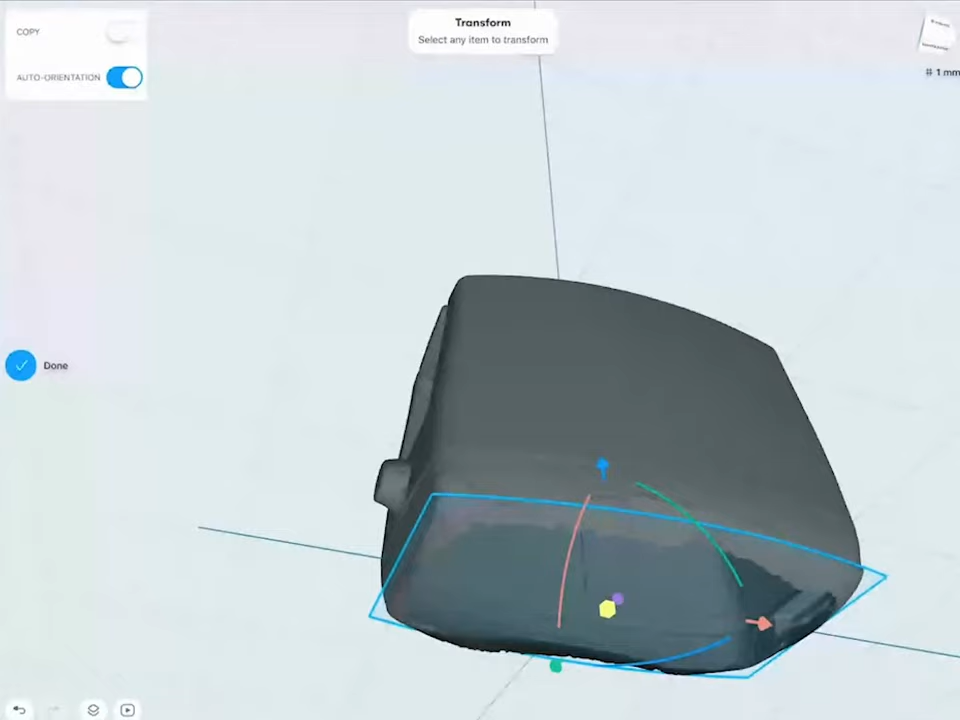 COPY
Transform
Select any item to transform
AUTO-ORIENTATION
1 mm
Done